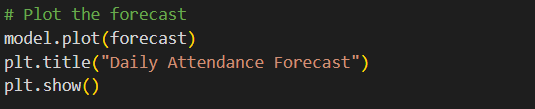 # Plot the forecast
model.plot(forecast)
plt.title("Daily Attendance Forecast")
plt.show()